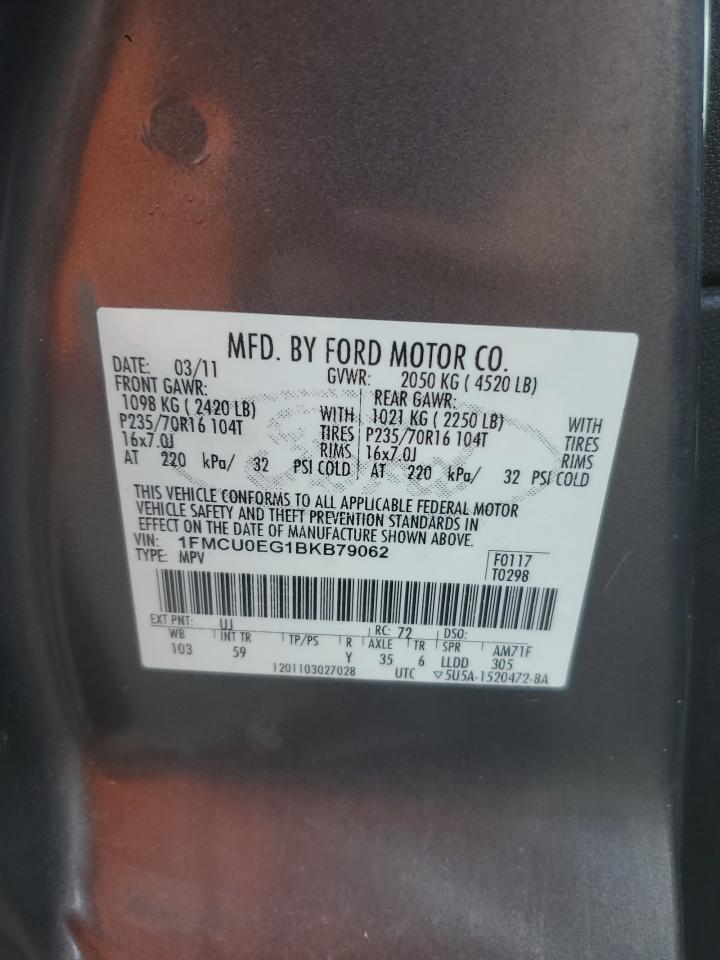 MFD. BY FORD MOTOR CO.
DATE: 03/11 GVWR: 2050 KG ( 4520 LB)
FRONT GAWR: REAR GAWR:
1098 KG ( 2420 LB) WITH 1021 KG ( 2250 LB) WITH
P235/70R16 104T TIRES P235/70R16 104T TIRES
16x7.0J RIMS 16x7.0J RIMS
AT 220 kPa/ 32 PSI COLD AT 220 kPa/ 32 PSI COLD
THIS VEHICLE CONFORMS TO ALL APPLICABLE FEDERAL MOTOR
VEHICLE SAFETY AND THEFT PREVENTION STANDARDS IN
EFFECT ON THE DATE OF MANUFACTURE SHOWN ABOVE.
VIN: 1FMCU0EG1BKB79062
TYPE: MPV F0117
T0298
EXT PNT: UJ RC: 72 DSO:
WB INT TR TP/PS R AXLE TR SPR AM71F
103 59 Y 35 6 LLDD 305
1201103027028 UTC ▽5U5A-1520472-BA